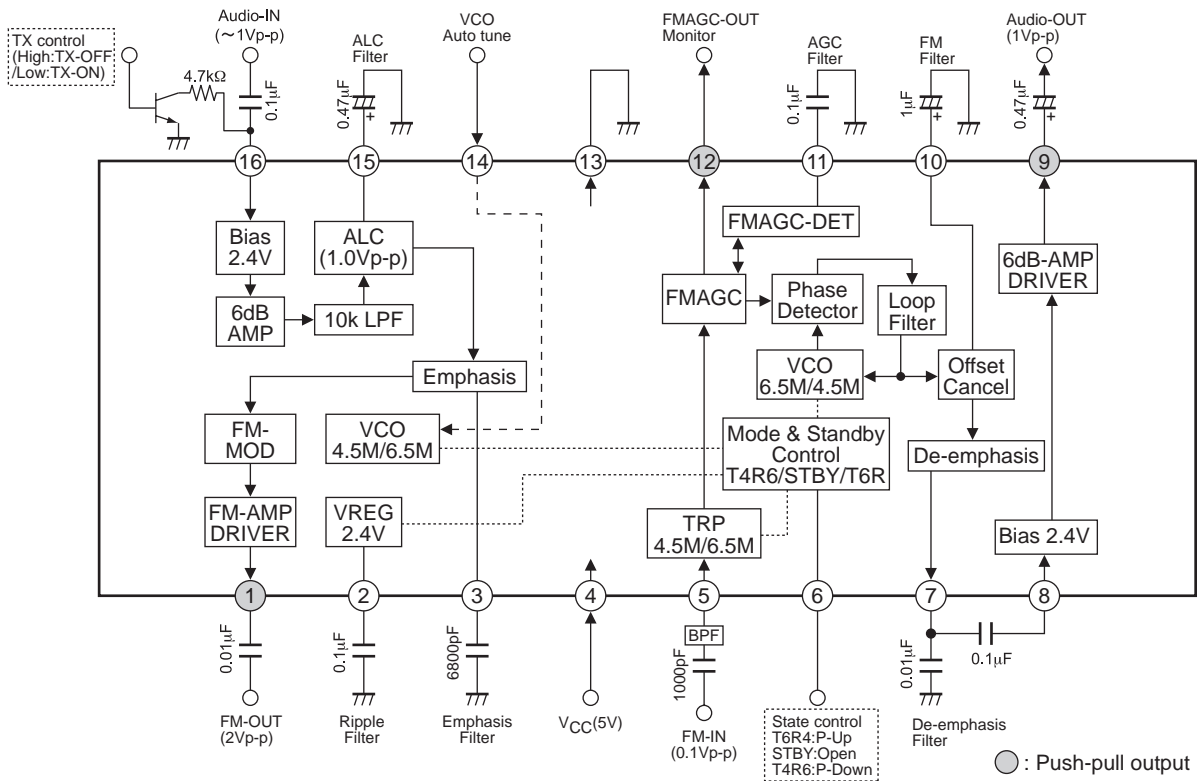 TX control
(High:TX-OFF
/Low:TX-ON)
4.7kΩ
Audio-IN
(～1Vp-p)
0.1μF
ALC
Filter
0.47μF
+
VCO
Auto tune
FMAGC-OUT
Monitor
AGC
Filter
0.1μF
FM
Filter
1μF
+
Audio-OUT
(1Vp-p)
0.47μF
+
16
15
14
13
12
11
10
9
Bias
2.4V
ALC
(1.0Vp-p)
FMAGC-DET
6dB-AMP
DRIVER
6dB
AMP
10k LPF
FMAGC
Phase
Detector
Loop
Filter
Emphasis
VCO
6.5M/4.5M
Offset
Cancel
FM-
MOD
VCO
4.5M/6.5M
Mode & Standby
Control
T4R6/STBY/T6R
De-emphasis
FM-AMP
DRIVER
VREG
2.4V
TRP
4.5M/6.5M
Bias 2.4V
1
2
3
4
5
6
7
8
0.01μF
0.1μF
6800pF
BPF
1000pF
0.01μF
0.1μF
FM-OUT
(2Vp-p)
Ripple
Filter
Emphasis
Filter
VCC(5V)
FM-IN
(0.1Vp-p)
State control
T6R4:P-Up
STBY:Open
T4R6:P-Down
De-emphasis
Filter
: Push-pull output